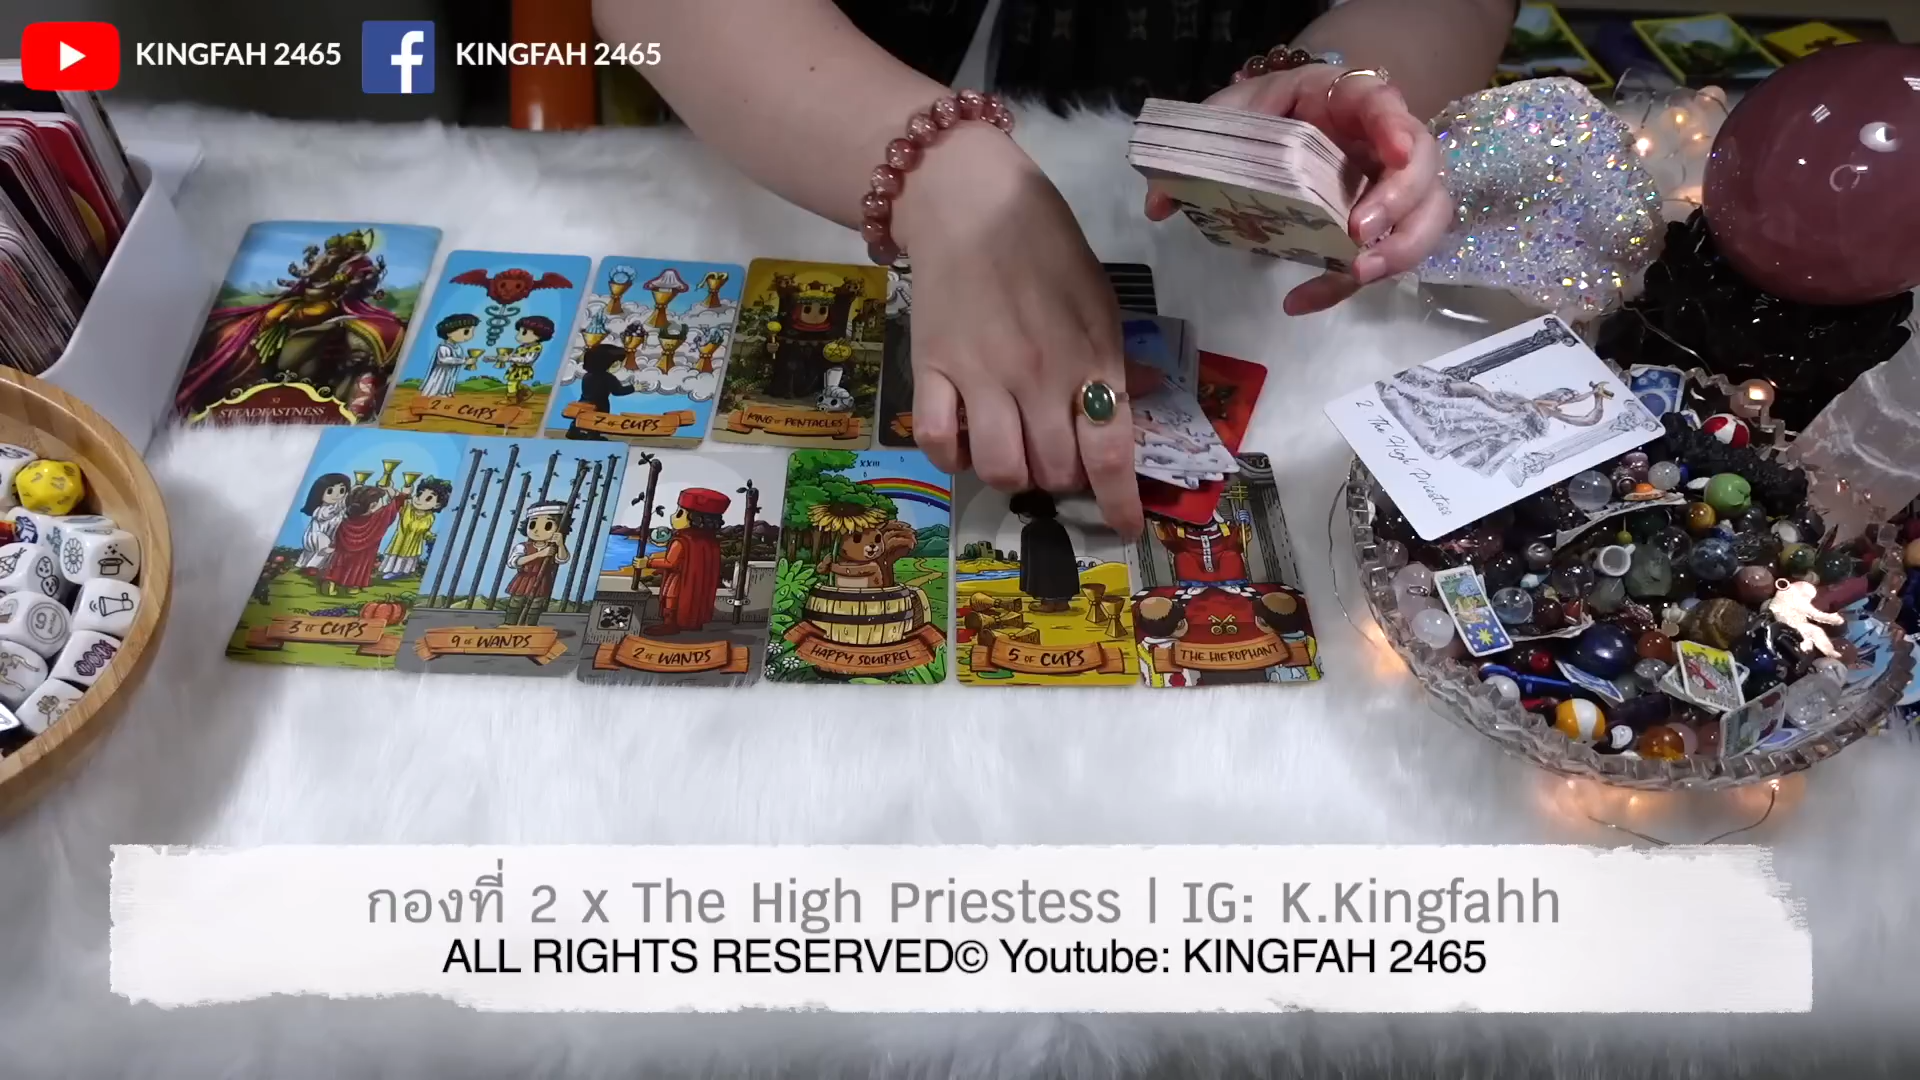 KINGFAH 2465
KINGFAH 2465
STEADFASTNESS
2 OF CUPS
7 OF CUPS
KING OF PENTACLES
2 The High Priestess
3 OF CUPS
9 OF WANDS
2 OF WANDS
XXIII
HAPPY SQUIRREL
5 OF CUPS
THE HIEROPHANT
กองที่ 2 x The High Priestess | IG: K.Kingfahh
ALL RIGHTS RESERVED© Youtube: KINGFAH 2465